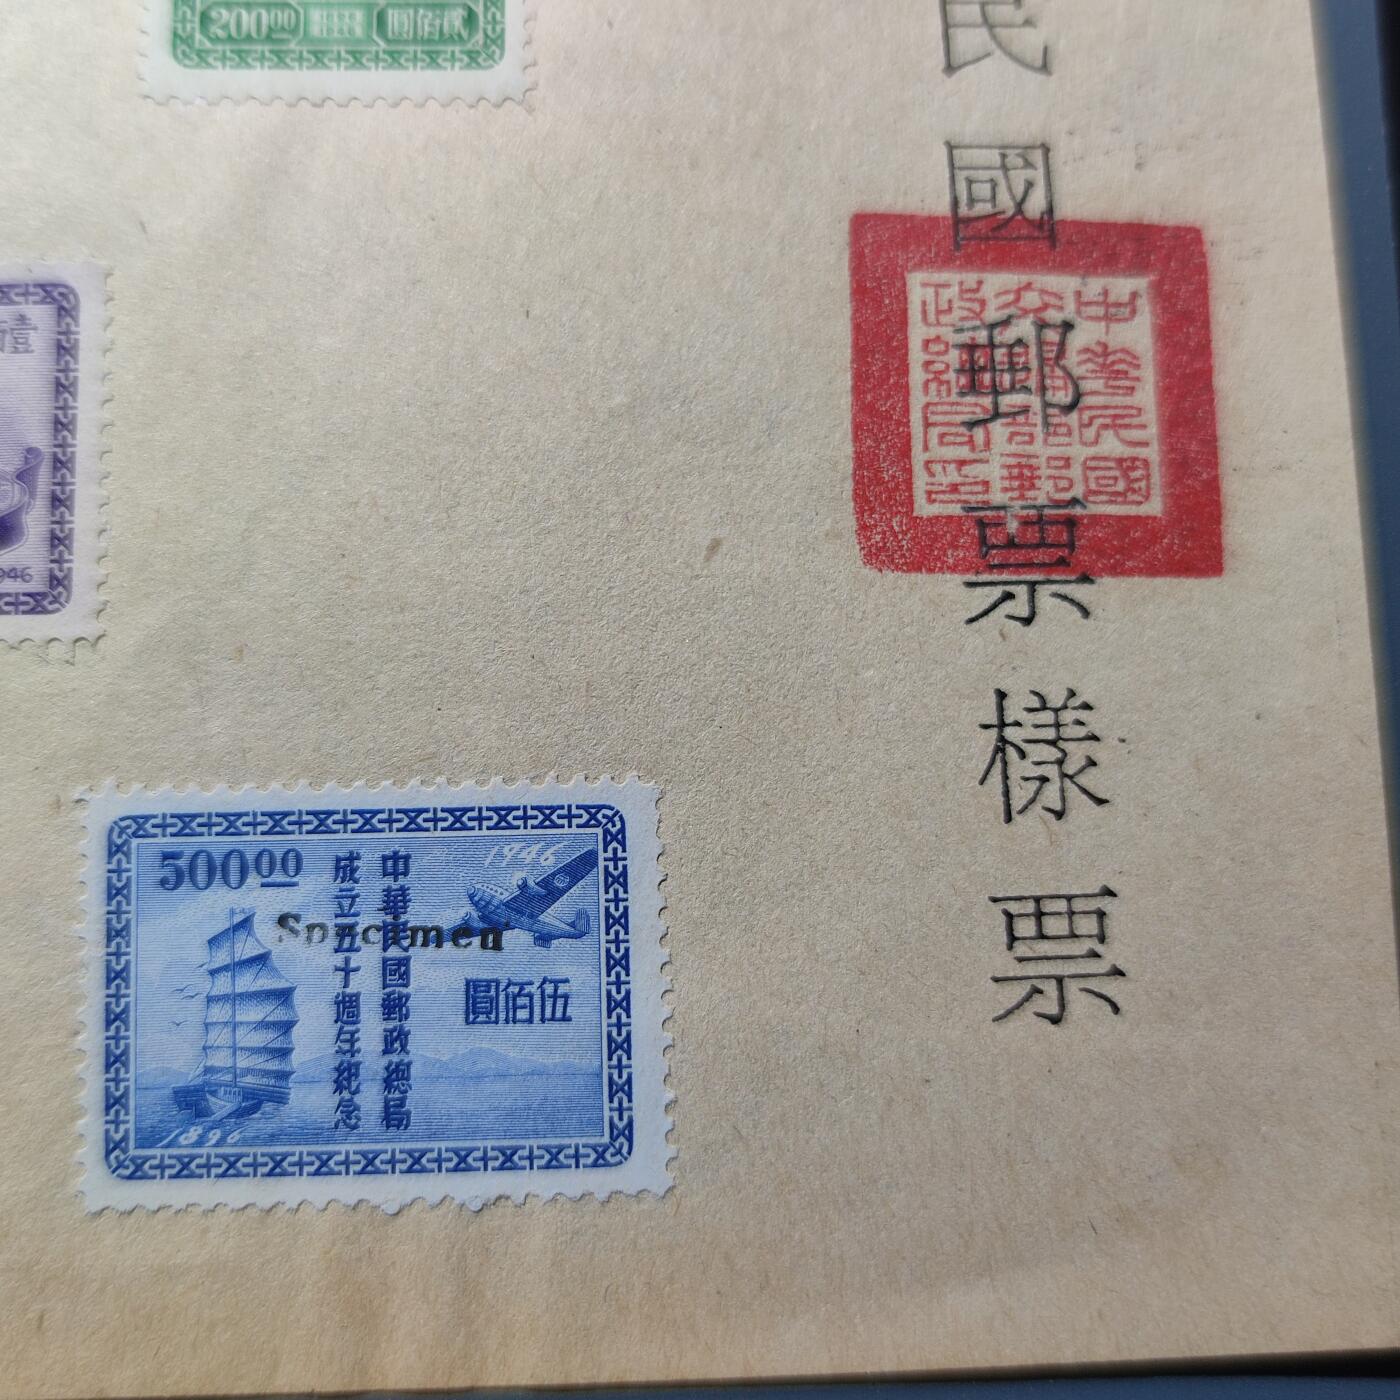 200.00
圓佰貳
民國郵票樣票
中華民國
交通部郵
政總局印
壹
1946
500.00
1946
Specimen
中華民國郵政總局
成立五十週年紀念
圓佰伍
1896